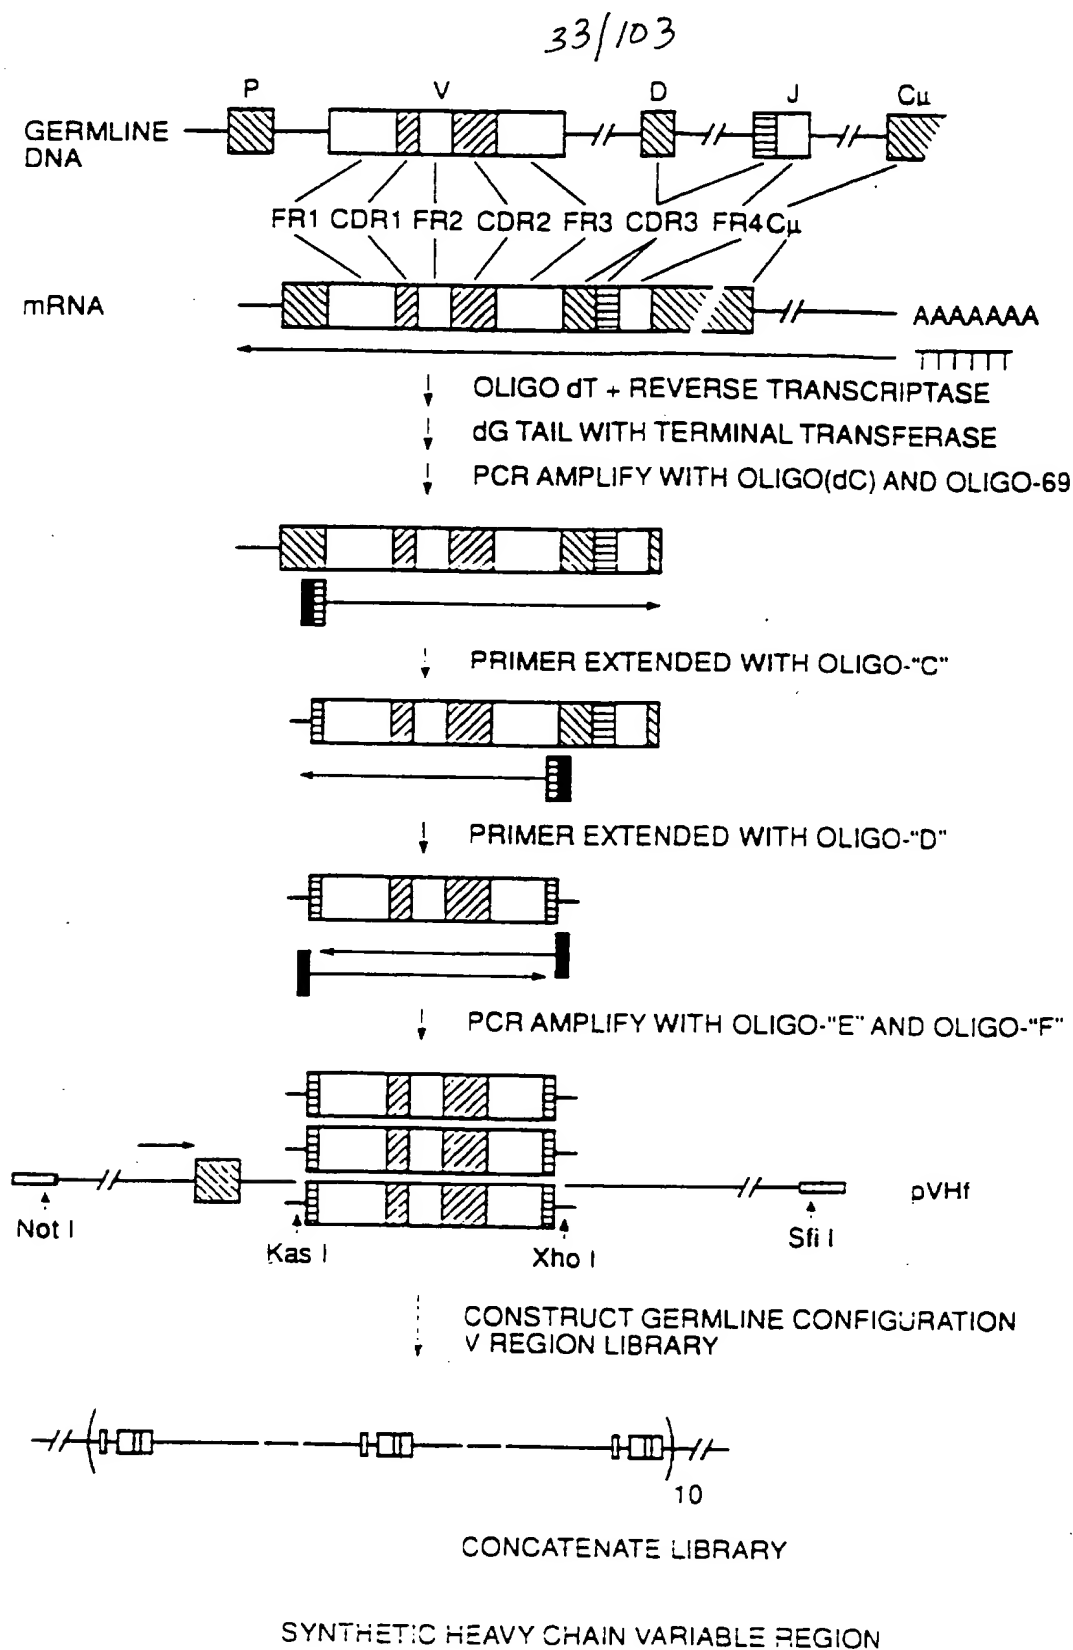 33/103
P V D J Cμ
GERMLINE
DNA
FR1 CDR1 FR2 CDR2 FR3 CDR3 FR4 Cμ
mRNA
AAAAAAA
TTTTTT
OLIGO dT + REVERSE TRANSCRIPTASE
dG TAIL WITH TERMINAL TRANSFERASE
PCR AMPLIFY WITH OLIGO(dC) AND OLIGO-69
PRIMER EXTENDED WITH OLIGO-"C"
PRIMER EXTENDED WITH OLIGO-"D"
PCR AMPLIFY WITH OLIGO-"E" AND OLIGO-"F"
pVHf
Not I
Kas I
Xho I
Sfi I
CONSTRUCT GERMLINE CONFIGURATION
V REGION LIBRARY
10
CONCATENATE LIBRARY
SYNTHETIC HEAVY CHAIN VARIABLE REGION